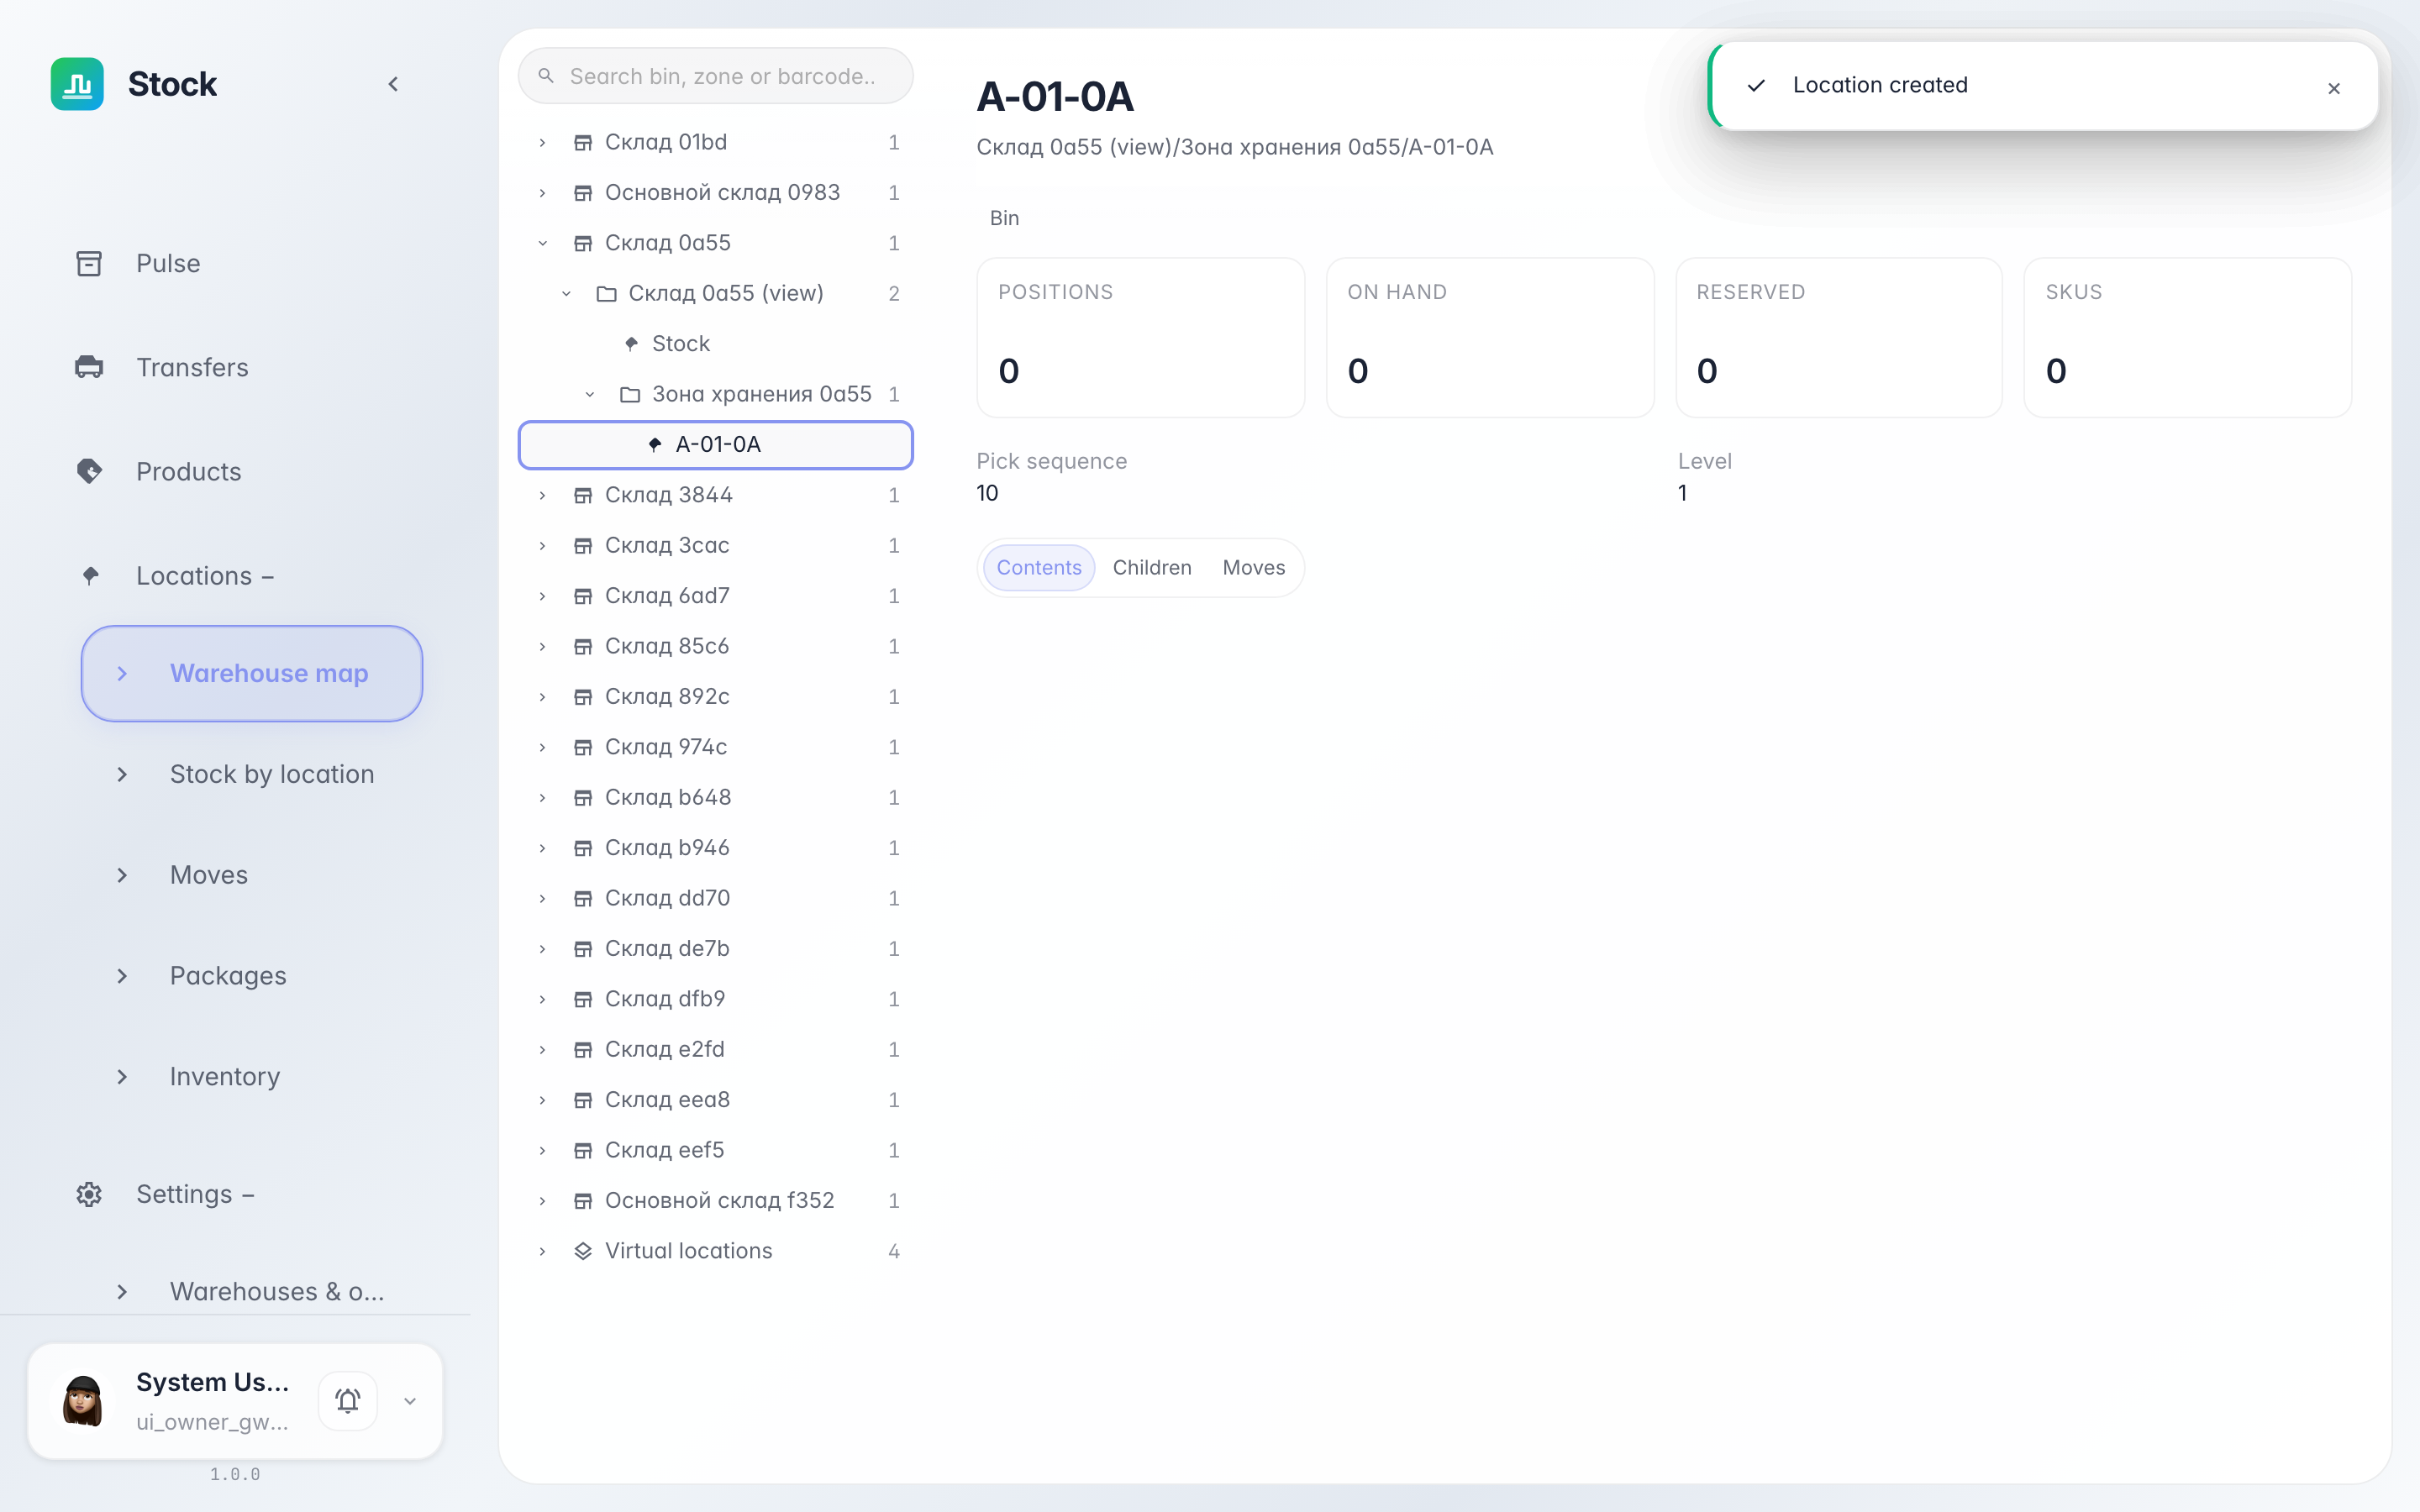 Stock
Pulse
Transfers
Products
Locations –
Warehouse map
Stock by location
Moves
Packages
Inventory
Settings –
Warehouses & o...
System Us...
ui_owner_gw...
1.0.0
Search bin, zone or barcode..
Склад 01bd 1
Основной склад 0983 1
Склад 0a55 1
Склад 0a55 (view) 2
Stock
Зона хранения 0a55 1
A-01-0A
Склад 3844 1
Склад 3cac 1
Склад 6ad7 1
Склад 85c6 1
Склад 892c 1
Склад 974c 1
Склад b648 1
Склад b946 1
Склад dd70 1
Склад de7b 1
Склад dfb9 1
Склад e2fd 1
Склад eea8 1
Склад eef5 1
Основной склад f352 1
Virtual locations 4
A-01-0A
Склад 0a55 (view)/Зона хранения 0a55/A-01-0A
Bin
POSITIONS
0
ON HAND
0
RESERVED
0
SKUS
0
Pick sequence
10
Level
1
Contents Children Moves
Location created